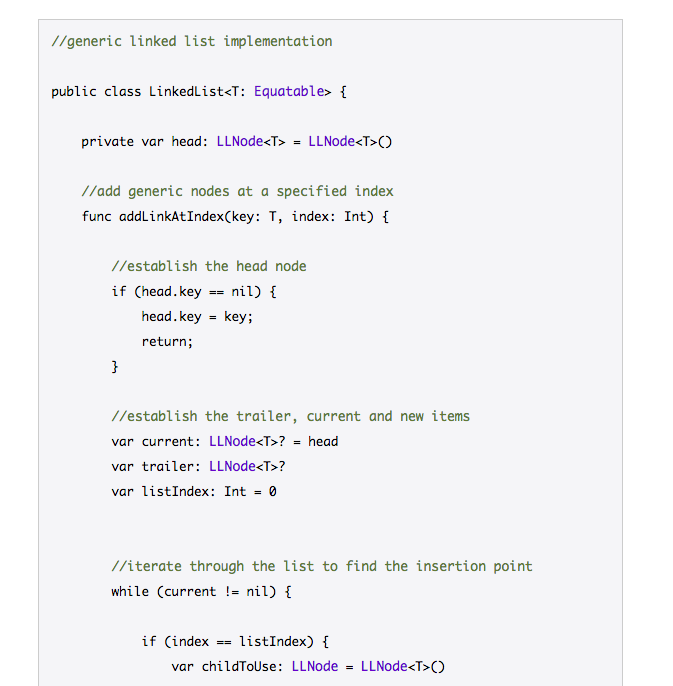 //generic linked list implementation
public class LinkedList<T: Equatable> {
private var head: LLNode<T> = LLNode<T>()
//add generic nodes at a specified index
func addLinkAtIndex(key: T, index: Int) {
//establish the head node
if (head.key == nil) {
head.key = key;
return;
}
//establish the trailer, current and new items
var current: LLNode<T>? = head
var trailer: LLNode<T>?
var listIndex: Int = 0
//iterate through the list to find the insertion point
while (current != nil) {
if (index == listIndex) {
var childToUse: LLNode = LLNode<T>()